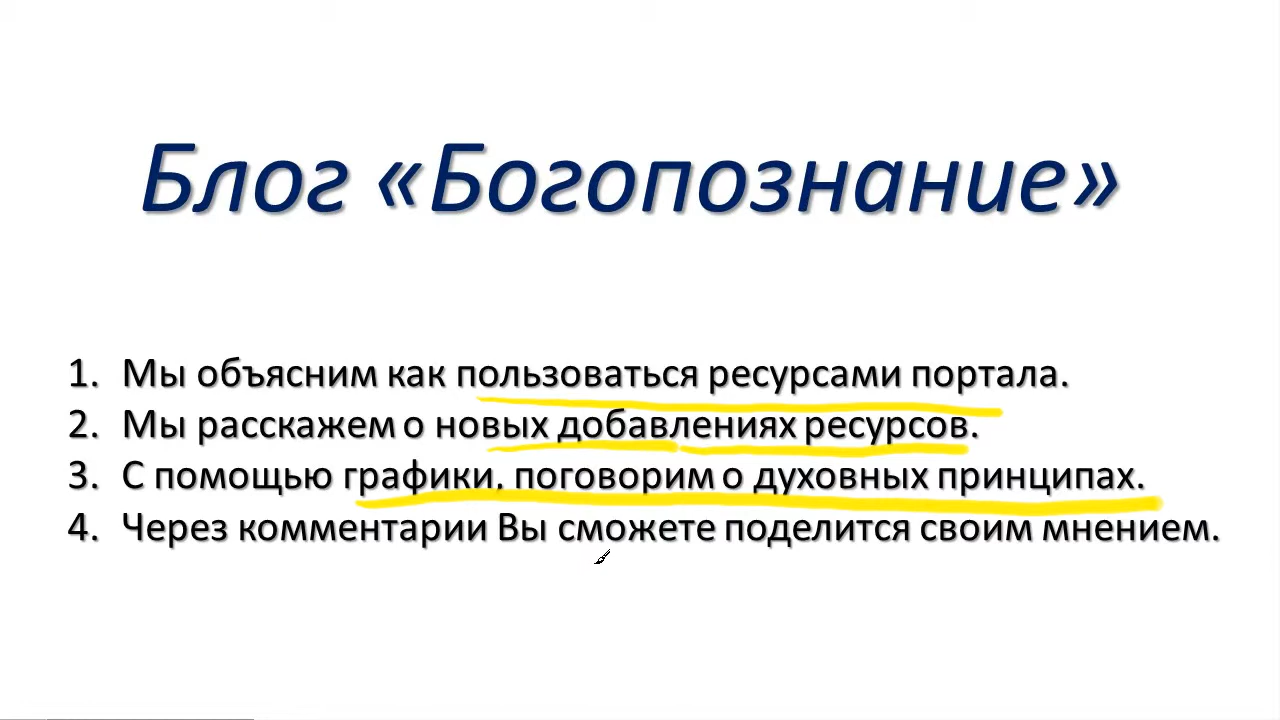 Блог «Богопознание»
1. Мы объясним как пользоваться ресурсами портала.
2. Мы расскажем о новых добавлениях ресурсов.
3. С помощью графики, поговорим о духовных принципах.
4. Через комментарии Вы сможете поделится своим мнением.